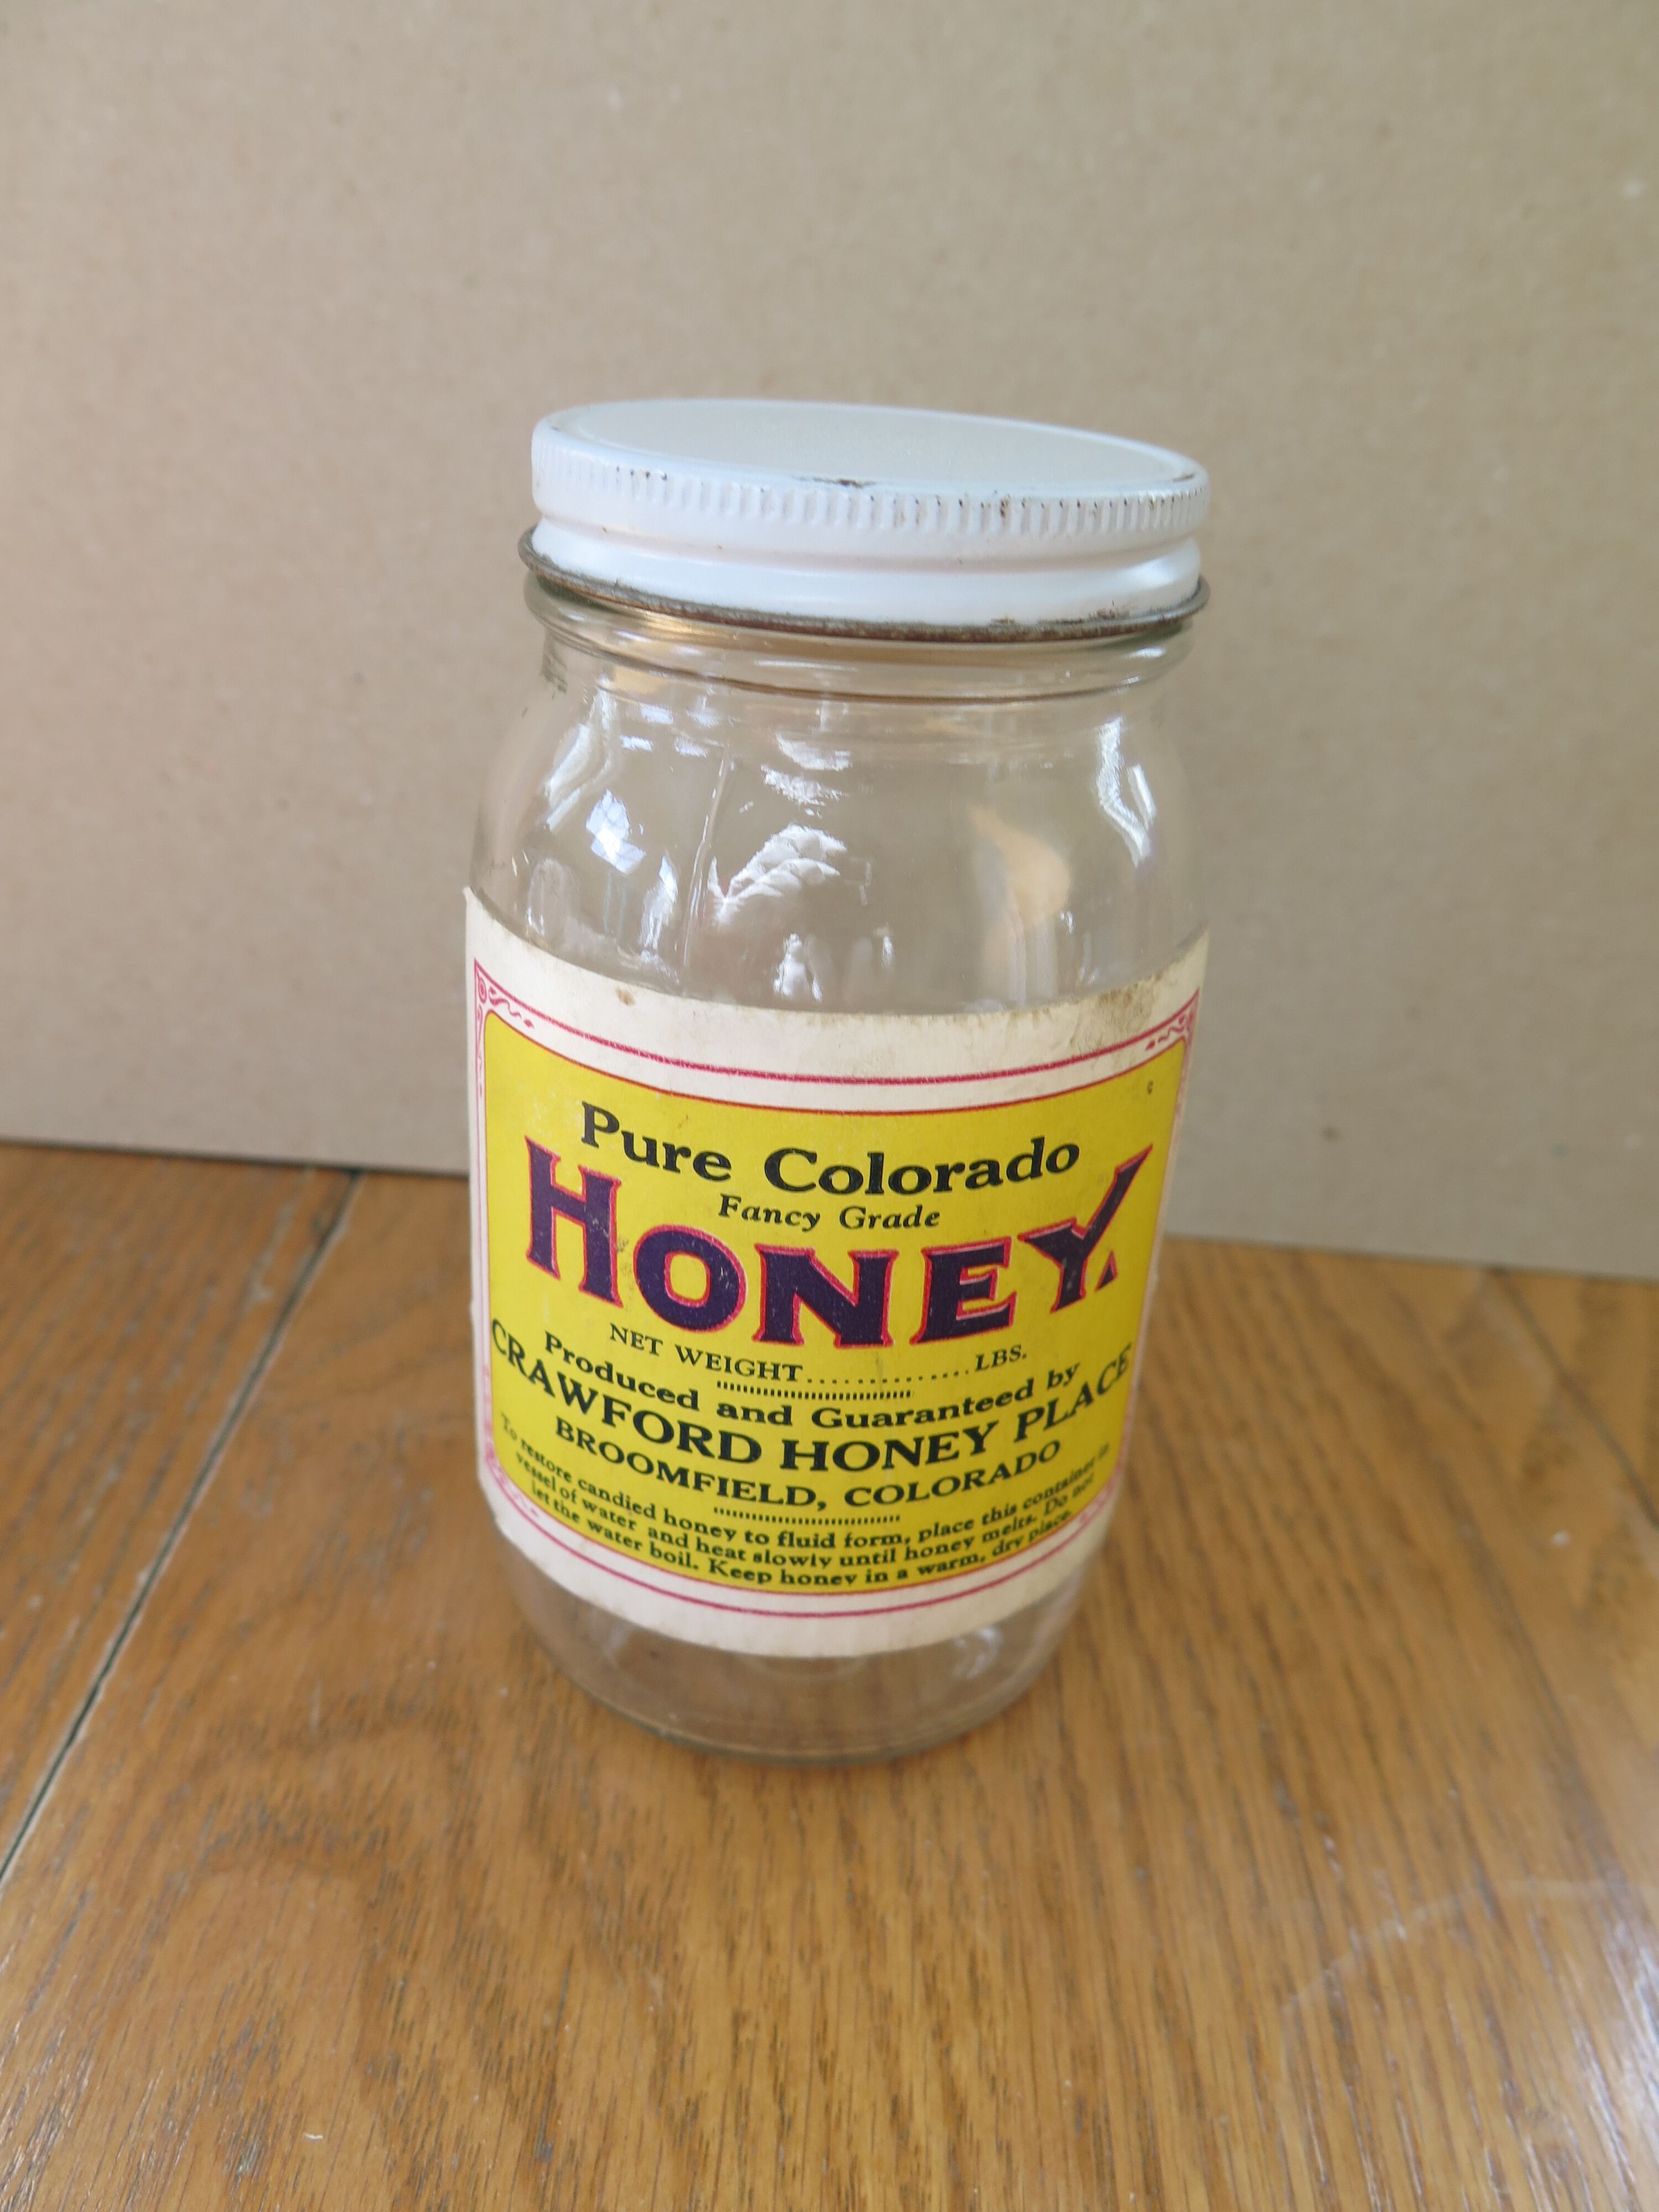 Pure Colorado
Fancy Grade
HONEY.
NET WEIGHT..............LBS.
Produced and Guaranteed by
CRAWFORD HONEY PLACE
BROOMFIELD, COLORADO
To restore candied honey to fluid form, place this container in
vessel of water and heat slowly until honey melts. Do not
let the water boil. Keep honey in a warm, dry place.